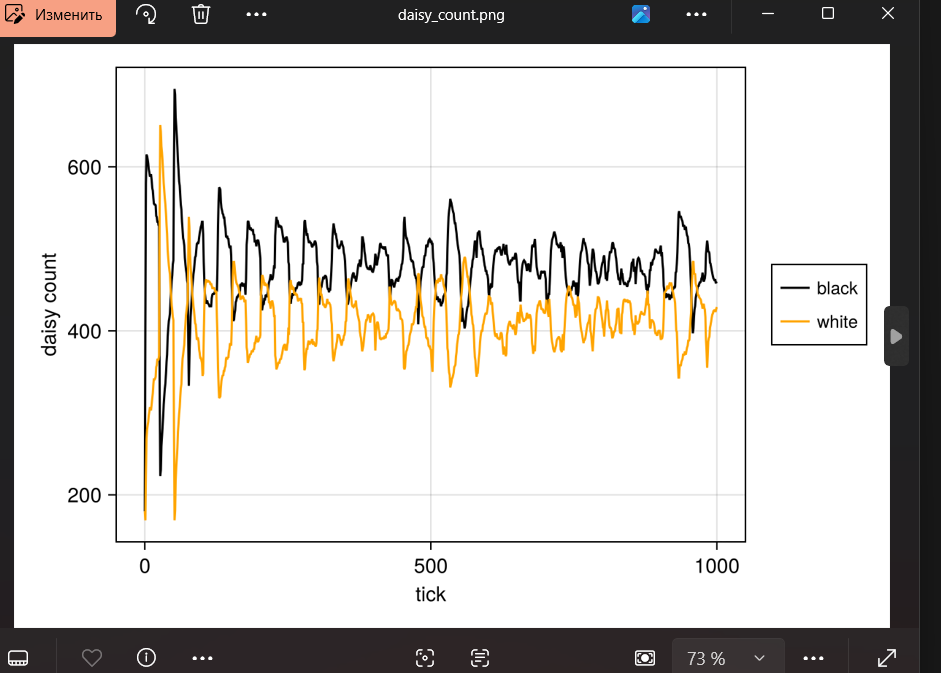 Изменить
daisy_count.png
600
400
200
daisy count
0
500
1000
tick
black
white
73 %